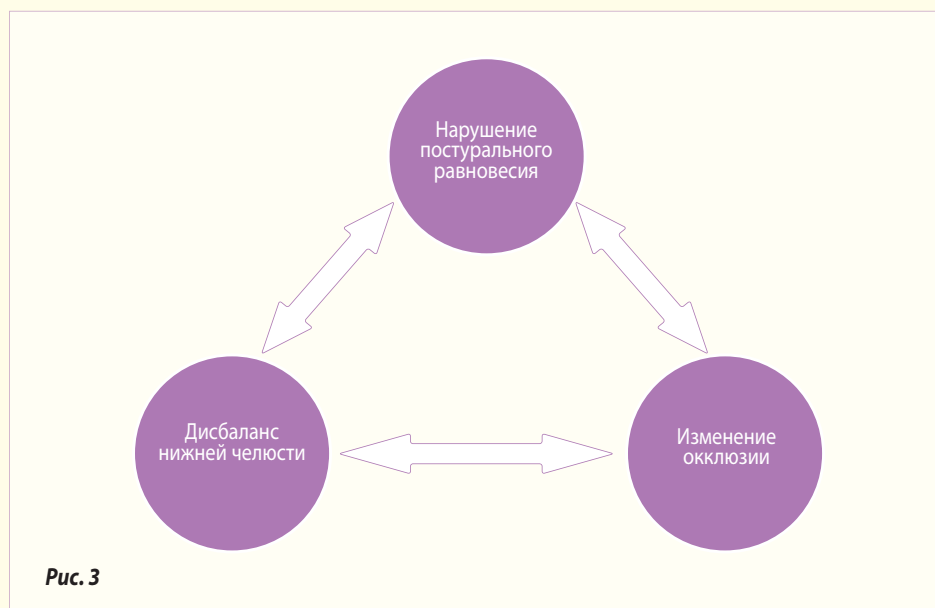 Нарушение
постурального
равновесия
Дисбаланс
нижней челюсти
Изменение
окклюзии
Рис. 3